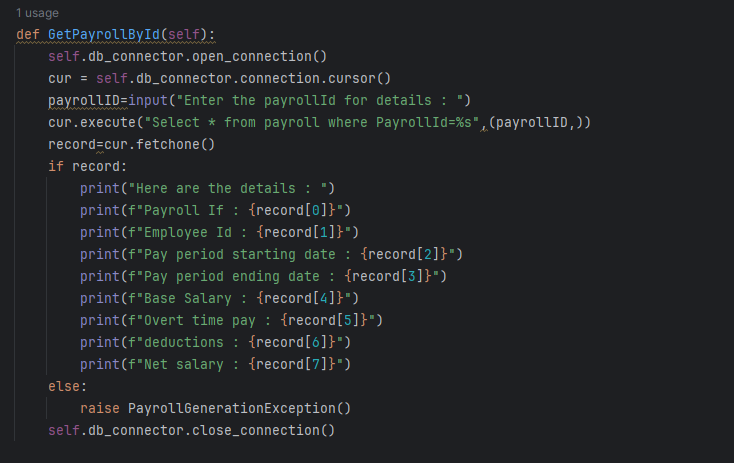 1 usage
def GetPayrollById(self):
    self.db_connector.open_connection()
    cur = self.db_connector.connection.cursor()
    payrollID=input("Enter the payrollId for details : ")
    cur.execute("Select * from payroll where PayrollId=%s",(payrollID,))
    record=cur.fetchone()
    if record:
        print("Here are the details : ")
        print(f"Payroll If : {record[0]}")
        print(f"Employee Id : {record[1]}")
        print(f"Pay period starting date : {record[2]}")
        print(f"Pay period ending date : {record[3]}")
        print(f"Base Salary : {record[4]}")
        print(f"Overt time pay : {record[5]}")
        print(f"deductions : {record[6]}")
        print(f"Net salary : {record[7]}")
    else:
        raise PayrollGenerationException()
    self.db_connector.close_connection()